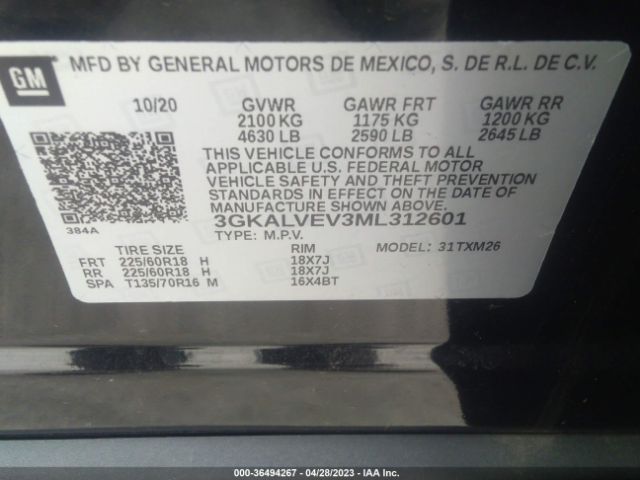 GM
MFD BY GENERAL MOTORS DE MEXICO, S. DE R.L. DE C.V.
10/20 GVWR GAWR FRT GAWR RR
2100 KG 1175 KG 1200 KG
4630 LB 2590 LB 2645 LB
THIS VEHICLE CONFORMS TO ALL
APPLICABLE U.S. FEDERAL MOTOR
VEHICLE SAFETY AND THEFT PREVENTION
STANDARDS IN EFFECT ON THE DATE OF
MANUFACTURE SHOWN ABOVE.
3GKALVEV3ML312601
384A
TYPE: M.P.V. MODEL: 31TXM26
TIRE SIZE RIM
FRT 225/60R18 H 18X7J
RR 225/60R18 H 18X7J
SPA T135/70R16 M 16X4BT
000-36494267 - 04/28/2023 - IAA Inc.